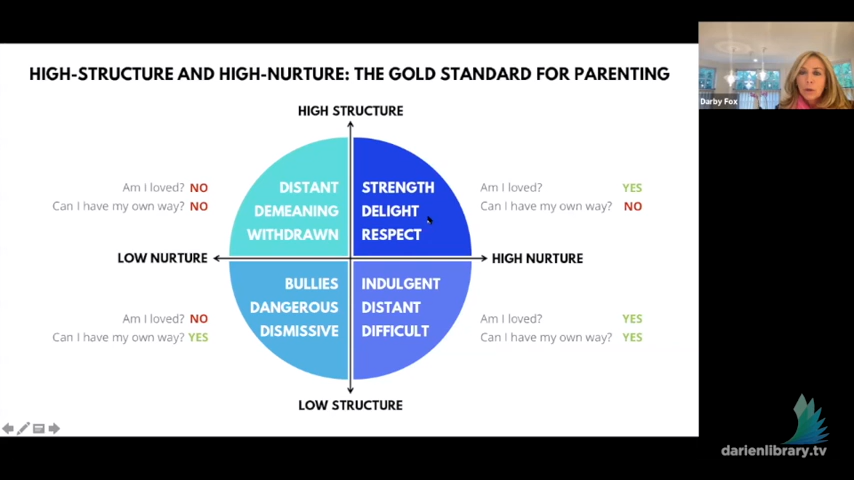 HIGH-STRUCTURE AND HIGH-NURTURE: THE GOLD STANDARD FOR PARENTING
Darby Fox
HIGH STRUCTURE
Am I loved? NO
Can I have my own way? NO
DISTANT
DEMEANING
WITHDRAWN
STRENGTH
DELIGHT
RESPECT
Am I loved? YES
Can I have my own way? NO
LOW NURTURE
HIGH NURTURE
Am I loved? NO
Can I have my own way? YES
BULLIES
DANGEROUS
DISMISSIVE
INDULGENT
DISTANT
DIFFICULT
Am I loved? YES
Can I have my own way? YES
LOW STRUCTURE
darienlibrary.tv